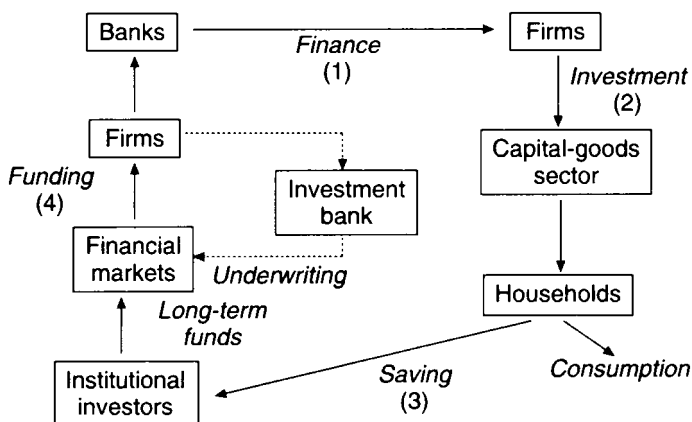 Banks
Finance
(1)
Firms
Investment
(2)
Firms
Capital-goods
sector
Funding
(4)
Investment
bank
Financial
markets
Underwriting
Households
Long-term
funds
Institutional
investors
Saving
(3)
Consumption